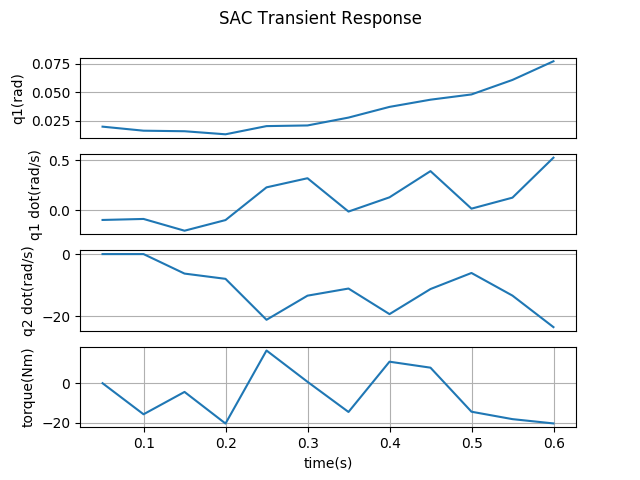 SAC Transient Response
0.075
0.050
0.025
q1(rad)
0.5
0.0
q1 dot(rad/s)
0
−20
q2 dot(rad/s)
0
−20
torque(Nm)
0.1 0.2 0.3 0.4 0.5 0.6
time(s)